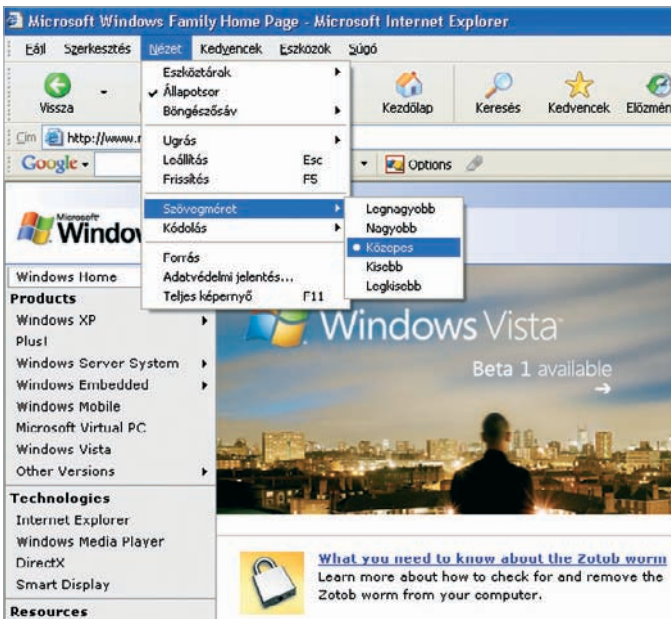 Microsoft Windows Family Home Page - Microsoft Internet Explorer
Fájl Szerkesztés Nézet Kedvencek Eszközök Súgó
Vissza Kezdőlap Keresés Kedvencek Előzmén
Cím http://www.
Google Options
Eszköztárak
Állapotsor
Böngészősáv
Ugrás
Leállítás Esc
Frissítés F5
Szövegméret
Kódolás
Forrás
Adatvédelmi jelentés...
Teljes képernyő F11
Legnagyobb
Nagyobb
Közepes
Kisebb
Legkisebb
Microsoft
Window
Windows Home
Products
Windows XP
Plus!
Windows Server System
Windows Embedded
Windows Mobile
Microsoft Virtual PC
Windows Vista
Other Versions
Technologies
Internet Explorer
Windows Media Player
DirectX
Smart Display
Resources
Windows Vista
Beta 1 available
What you need to know about the Zotob worm
Learn more about how to check for and remove the
Zotob worm from your computer.